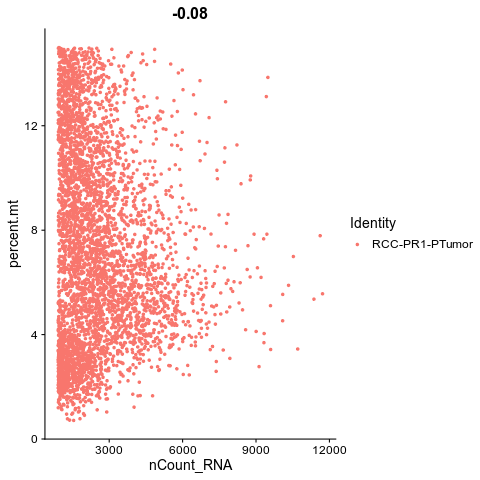 -0.08
12
8
4
0
percent.mt
3000 6000 9000 12000
nCount_RNA
Identity
RCC-PR1-PTumor